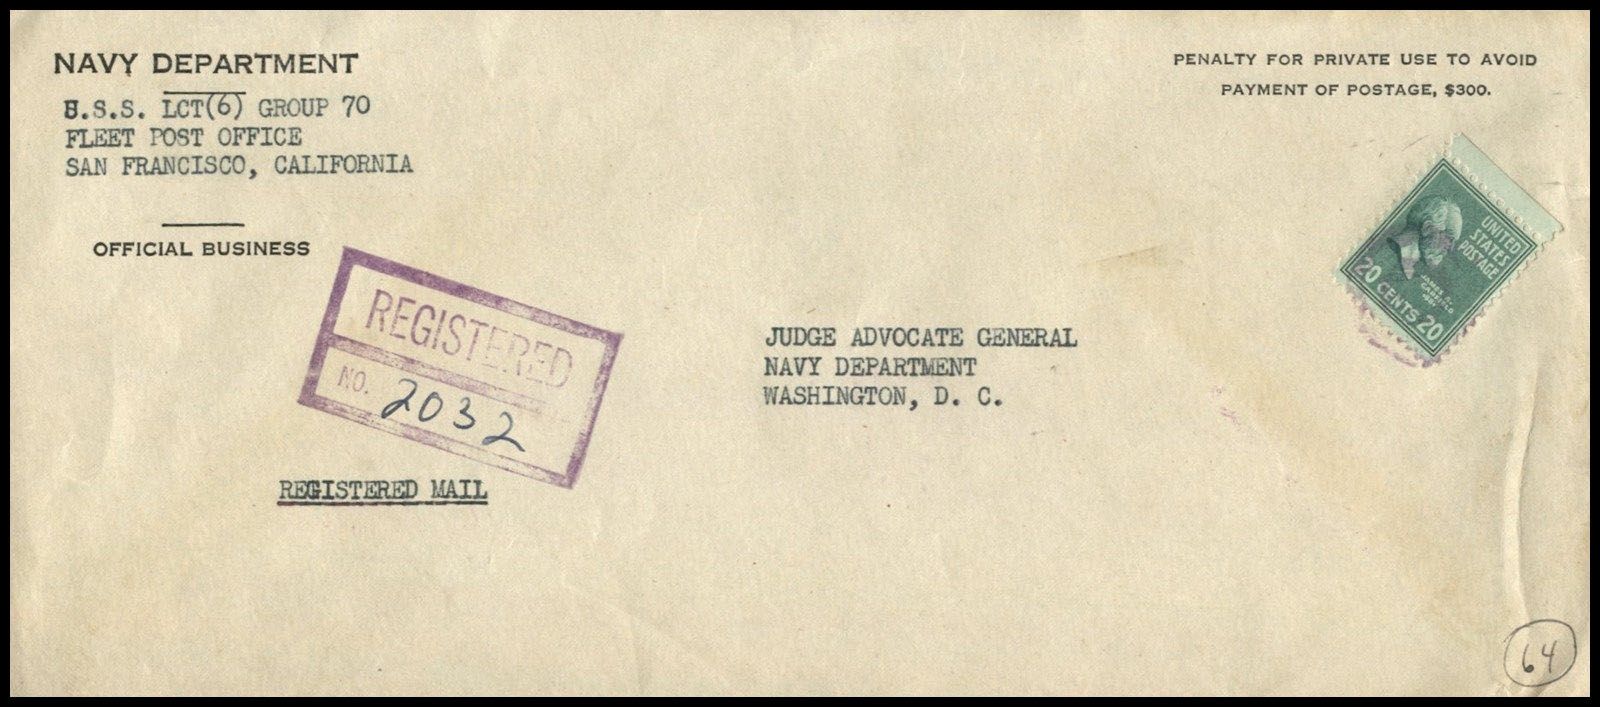 NAVY DEPARTMENT
U.S.S. LCT(6) GROUP 70
FLEET POST OFFICE
SAN FRANCISCO, CALIFORNIA
OFFICIAL BUSINESS
PENALTY FOR PRIVATE USE TO AVOID
PAYMENT OF POSTAGE, $300.
UNITED
STATES
POSTAGE
JAMES A.
GARFIELD
20 CENTS 20
REGISTERED
NO. 2032
JUDGE ADVOCATE GENERAL
NAVY DEPARTMENT
WASHINGTON, D. C.
REGISTERED MAIL
64